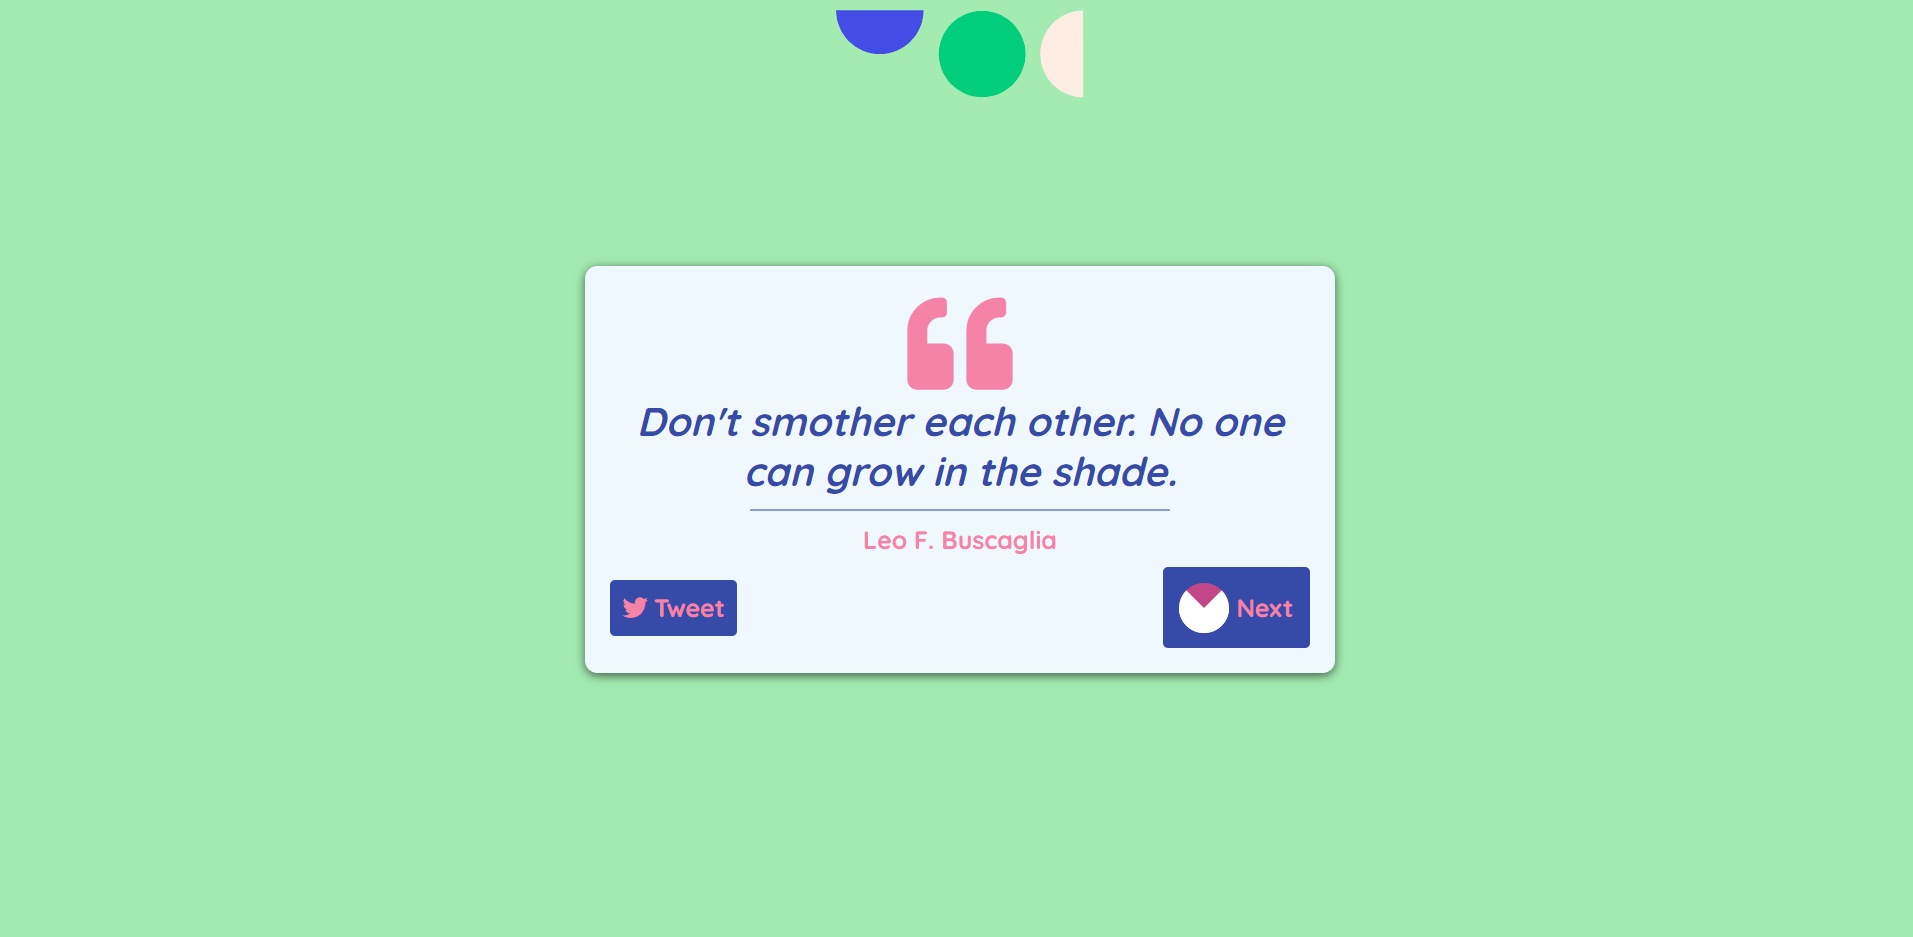 Don't smother each other. No one
can grow in the shade.
Leo F. Buscaglia
Tweet
Next